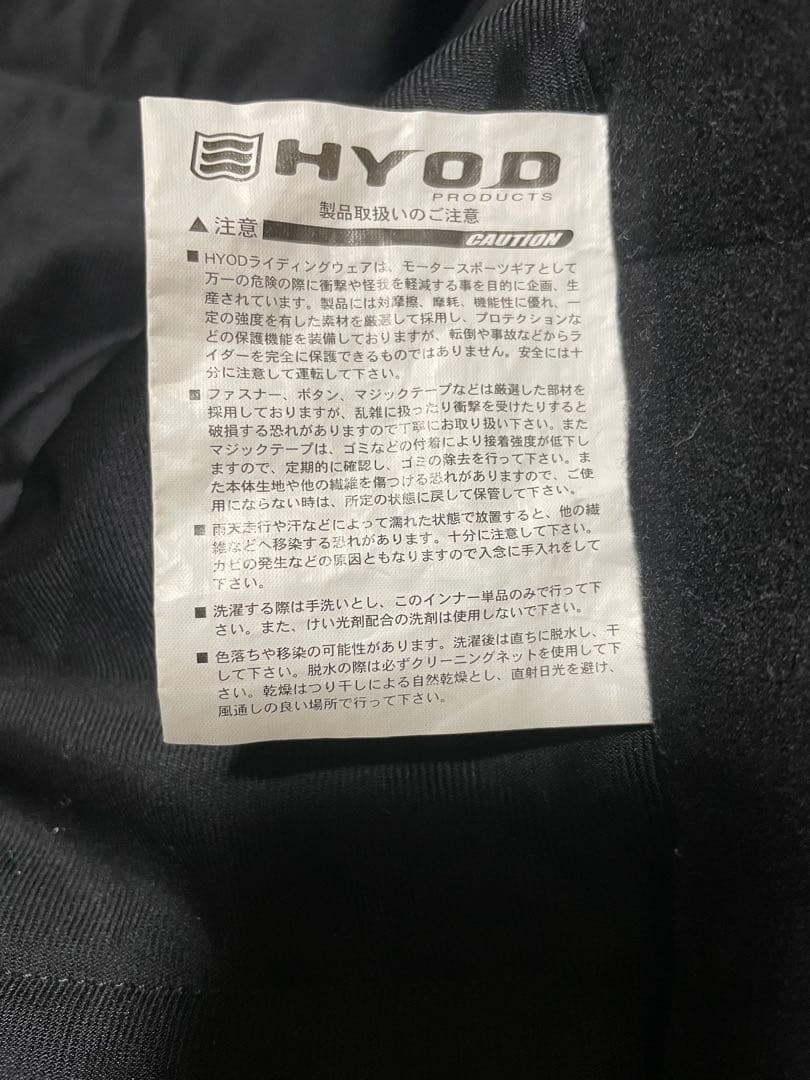 HYOD
PRODUCTS
製品取扱いのご注意
▲注意
CAUTION
■ HYODライディングウェアは、モータースポーツギアとして
万一の危険の際に衝撃や怪我を軽減する事を目的に企画、生
産されています。製品には対摩擦、摩耗、機能性に優れ、一
定の強度を有した素材を厳選して採用し、プロテクションな
どの保護機能を装備しておりますが、転倒や事故などからラ
イダーを完全に保護できるものではありません。安全には十
分に注意して運転して下さい。
■ ファスナー、ボタン、マジックテープなどは厳選した部材を
採用しておりますが、乱雑に扱ったり衝撃を受けたりすると
破損する恐れがありますので丁寧にお取り扱い下さい。また
マジックテープは、ゴミなどの付着により接着強度が低下し
ますので、定期的に確認し、ゴミの除去を行って下さい。ま
た本体生地や他の繊維を傷つける恐れがありますので、ご使
用にならない時は、所定の状態に戻して保管して下さい。
■ 雨天走行や汗などによって濡れた状態で放置すると、他の繊
維などへ移染する恐れがあります。十分に注意して下さい。
カビの発生などの原因ともなりますので入念に手入れをして
下さい。
■ 洗濯する際は手洗いとし、このインナー単品のみで行って下
さい。また、けい光剤配合の洗剤は使用しないで下さい。
■ 色落ちや移染の可能性があります。洗濯後は直ちに脱水し、干
して下さい。脱水の際は必ずクリーニングネットを使用して下
さい。乾燥はつり干しによる自然乾燥とし、直射日光を避け、
風通しの良い場所で行って下さい。